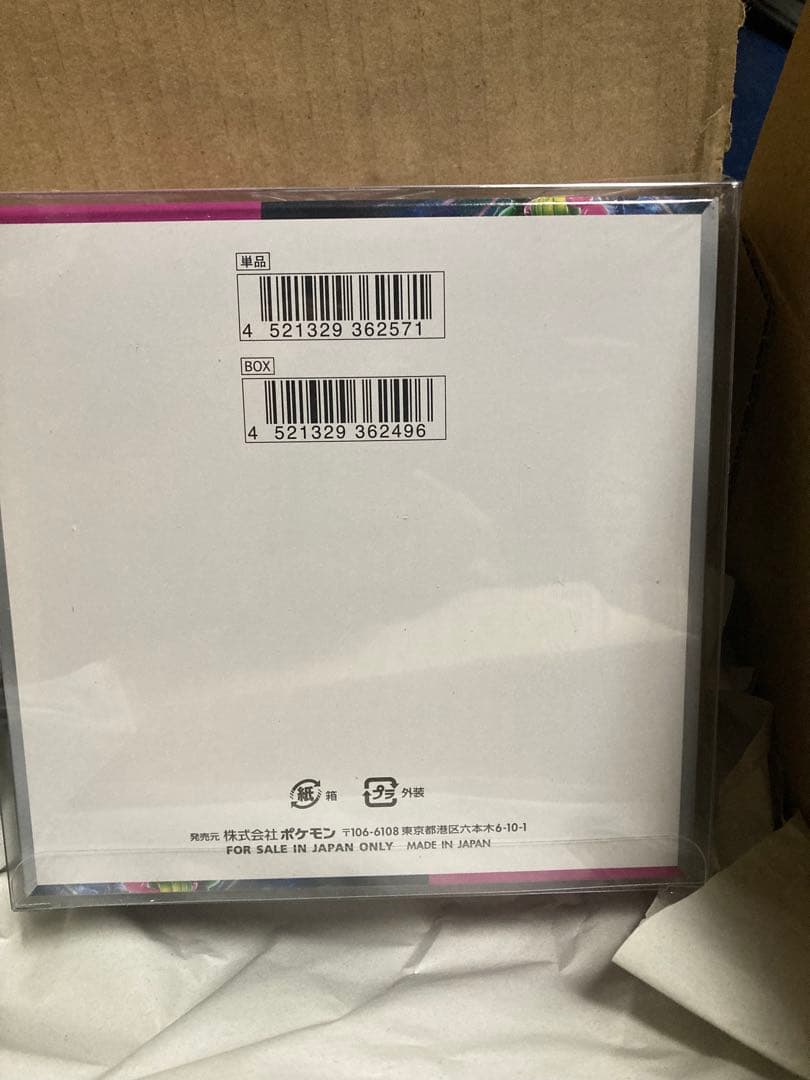 単品
4 521329 362571
BOX
4 521329 362496
紙 箱 プラ 外装
発売元 株式会社 ポケモン 〒106-6108 東京都港区六本木6-10-1
FOR SALE IN JAPAN ONLY MADE IN JAPAN